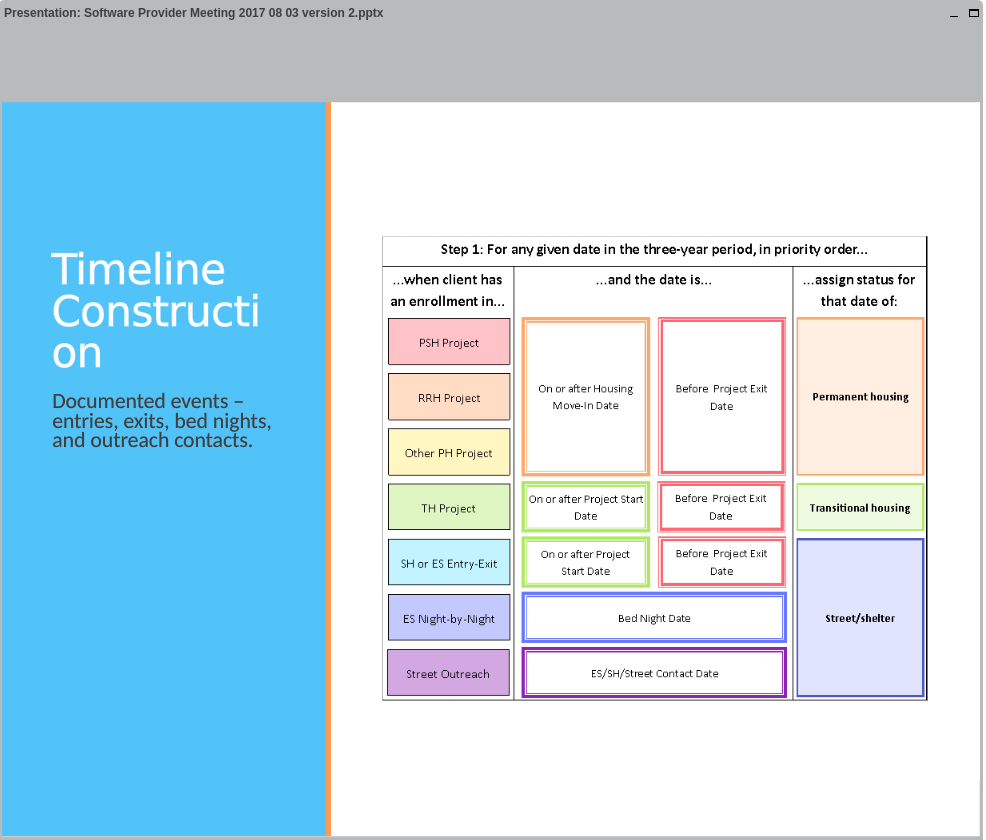 Presentation: Software Provider Meeting 2017 08 03 version 2.pptx
Timeline
Constructi
on
Documented events –
entries, exits, bed nights,
and outreach contacts.
Step 1: For any given date in the three-year period, in priority order...
...when client has
an enrollment in...
...and the date is...
...assign status for
that date of:
PSH Project
RRH Project
Other PH Project
On or after Housing
Move-In Date
Before Project Exit
Date
Permanent housing
TH Project
On or after Project Start
Date
Before Project Exit
Date
Transitional housing
SH or ES Entry-Exit
On or after Project
Start Date
Before Project Exit
Date
ES Night-by-Night
Bed Night Date
Street/shelter
Street Outreach
ES/SH/Street Contact Date